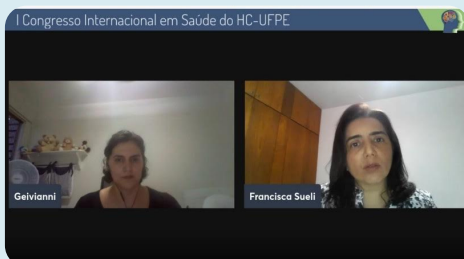 I Congresso Internacional em Saúde do HC-UFPE
Geivianni
Francisca Sueli